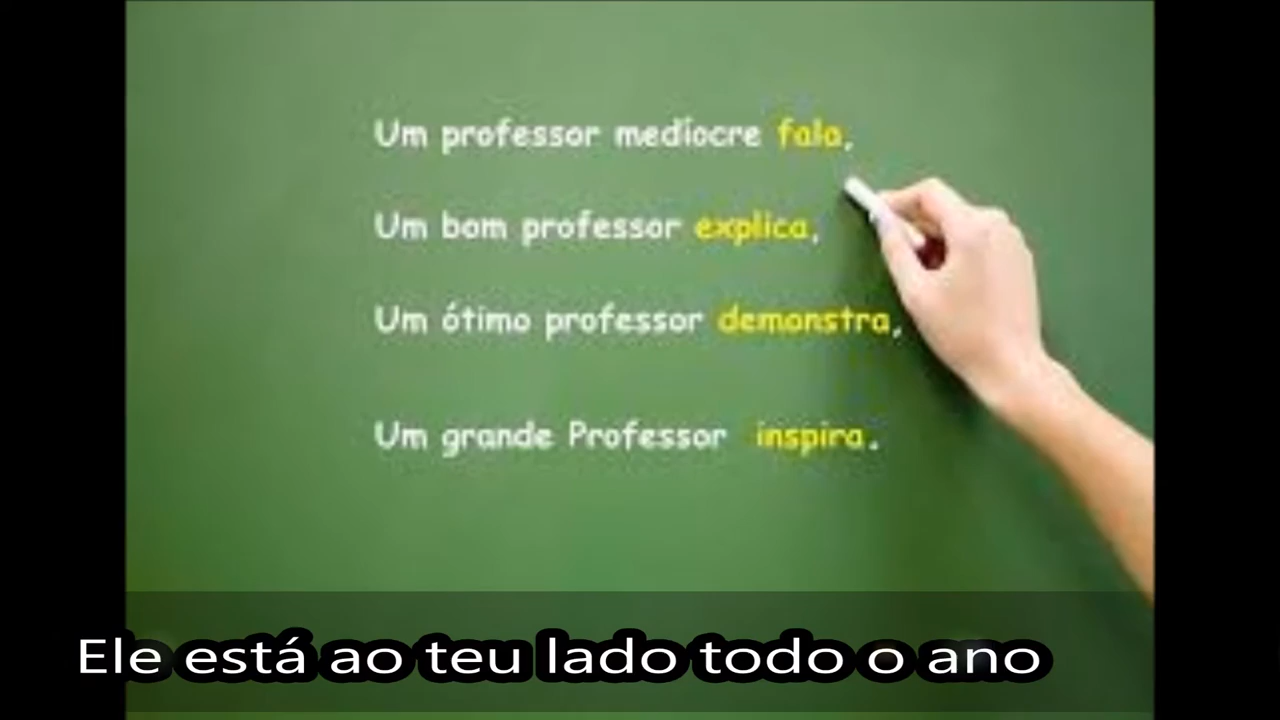 Um professor medíocre fala,
Um bom professor explica,
Um ótimo professor demonstra,
Um grande Professor inspira.
Ele está ao teu lado todo o ano